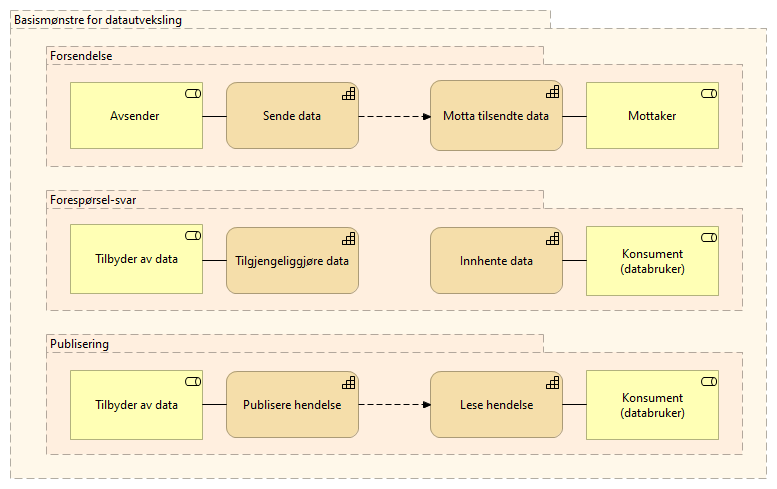 Basismønstre for datautveksling
Forsendelse
Avsender
Sende data
Motta tilsendte data
Mottaker
Forespørsel-svar
Tilbyder av data
Tilgjengeliggjøre data
Innhente data
Konsument
(databruker)
Publisering
Tilbyder av data
Publisere hendelse
Lese hendelse
Konsument
(databruker)